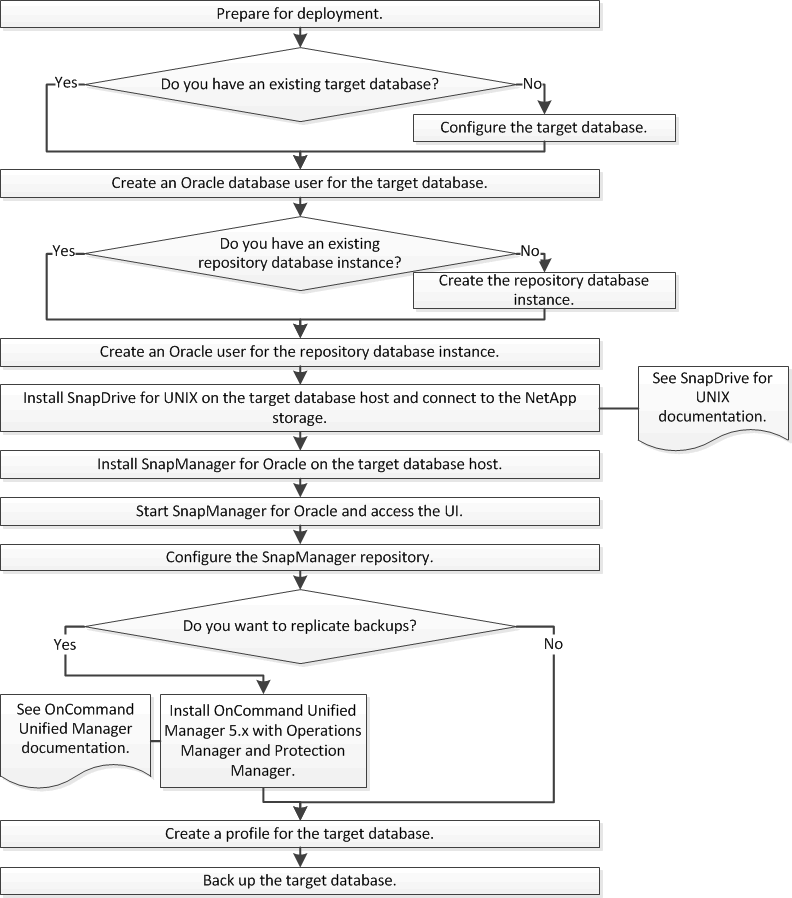 Prepare for deployment.
Do you have an existing target database?
Yes
No
Configure the target database.
Create an Oracle database user for the target database.
Do you have an existing
repository database instance?
Yes
No
Create the repository database
instance.
Create an Oracle user for the repository database instance.
Install SnapDrive for UNIX on the target database host and connect to the NetApp
storage.
See SnapDrive for
UNIX
documentation.
Install SnapManager for Oracle on the target database host.
Start SnapManager for Oracle and access the UI.
Configure the SnapManager repository.
Do you want to replicate backups?
Yes
No
See OnCommand
Unified Manager
documentation.
Install OnCommand Unified
Manager 5.x with Operations
Manager and Protection
Manager.
Create a profile for the target database.
Back up the target database.